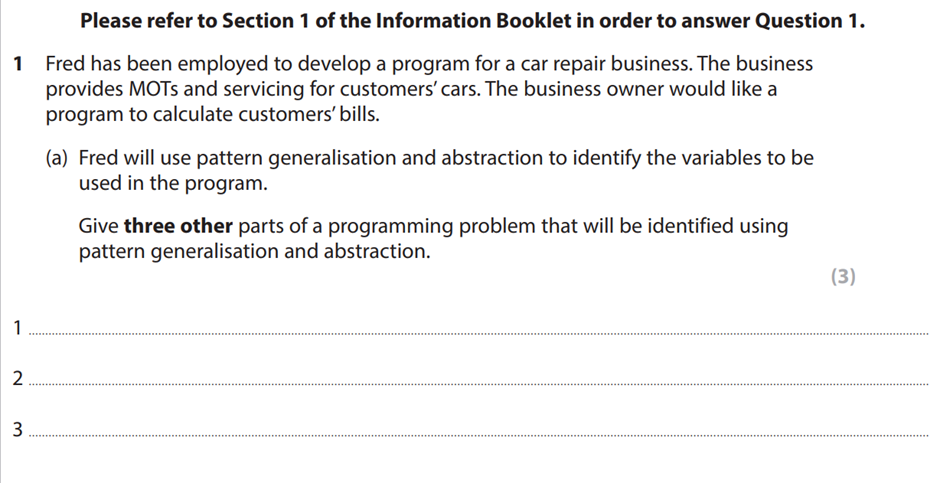 Please refer to Section 1 of the Information Booklet in order to answer Question 1.
1 Fred has been employed to develop a program for a car repair business. The business
provides MOTs and servicing for customers’ cars. The business owner would like a
program to calculate customers’ bills.
(a) Fred will use pattern generalisation and abstraction to identify the variables to be
used in the program.
Give three other parts of a programming problem that will be identified using
pattern generalisation and abstraction.
(3)
1
2
3